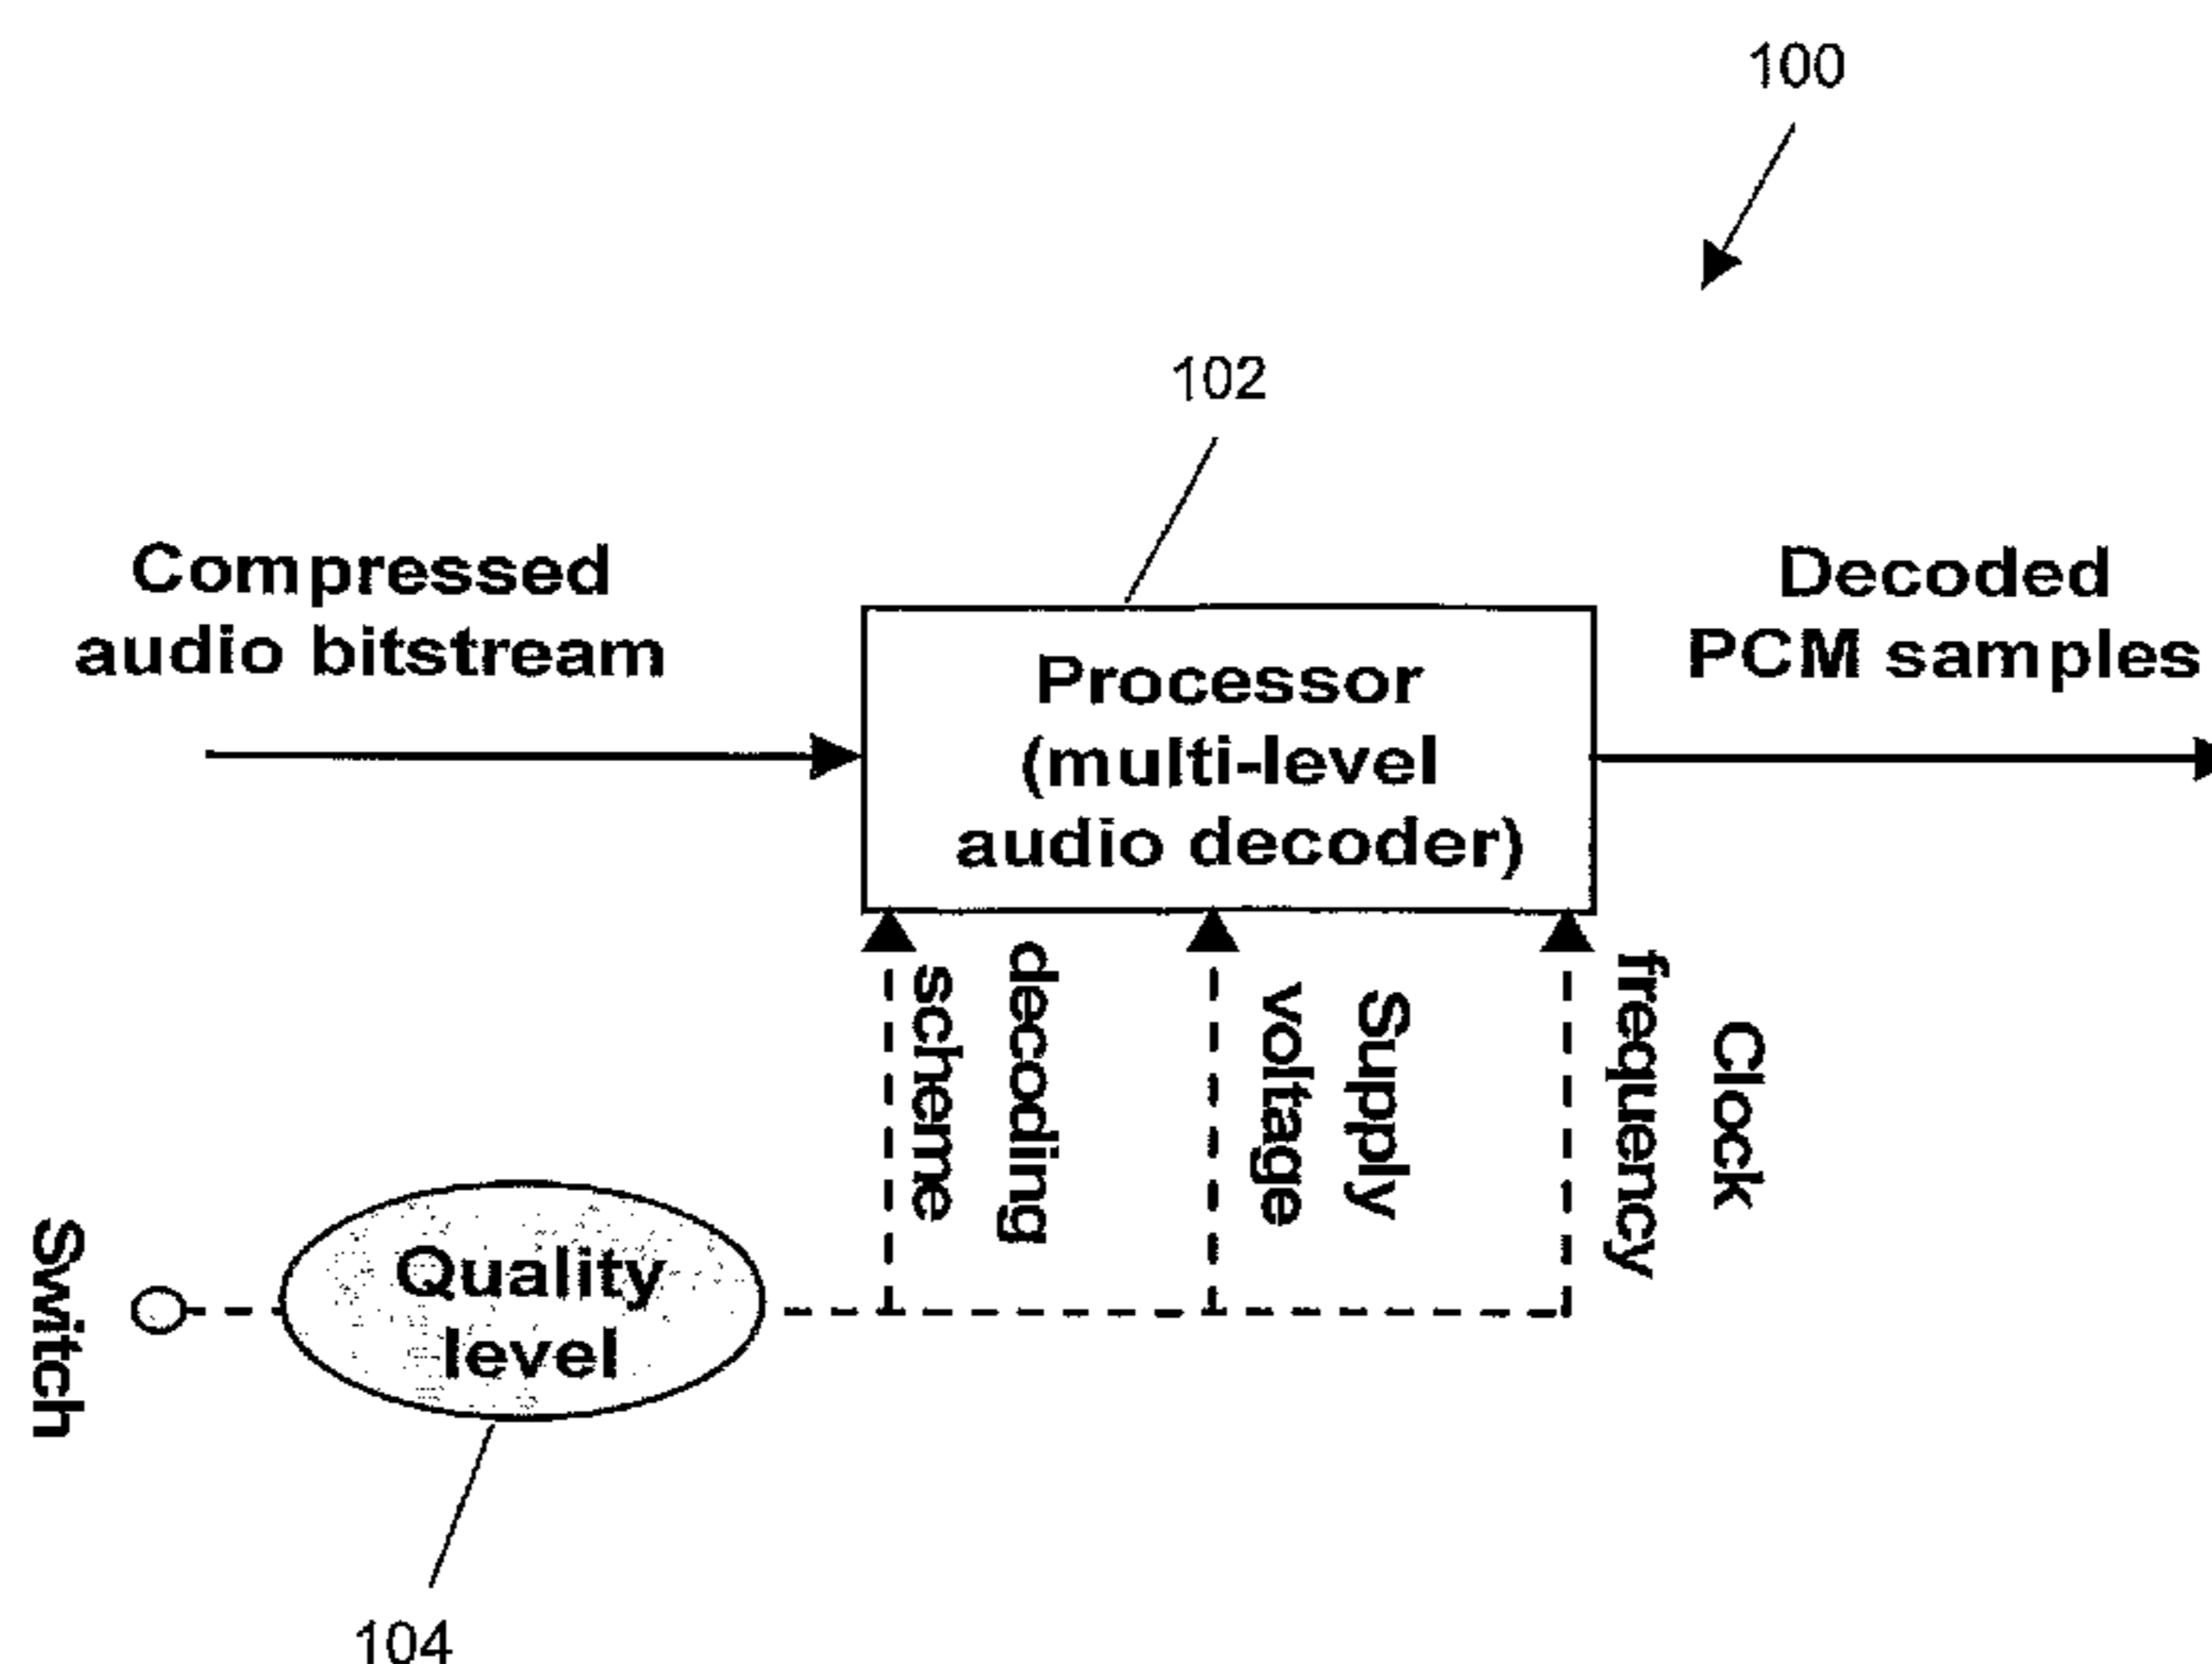 100
102
Compressed
audio bitstream
Processor
(multi-level
audio decoder)
Decoded
PCM samples
decoding
scheme
Supply
voltage
Clock
frequency
Switch
Quality
level
104